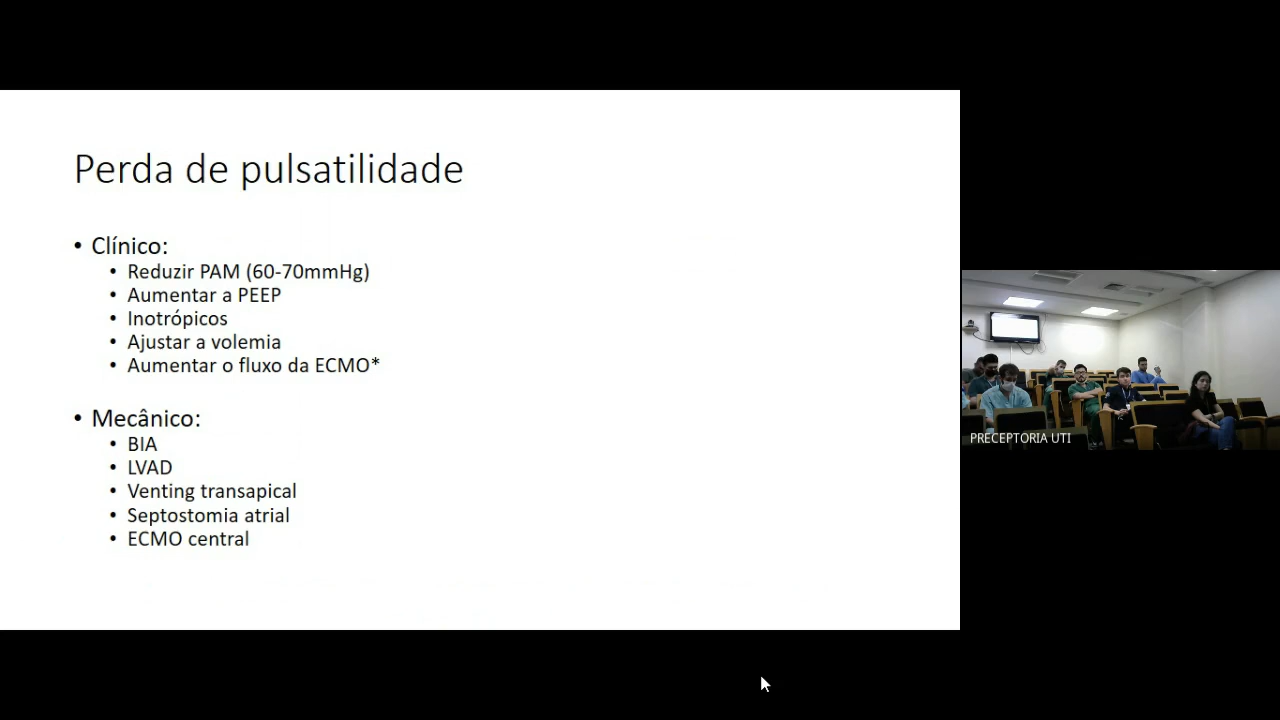 Perda de pulsatilidade
• Clínico:
• Reduzir PAM (60-70mmHg)
• Aumentar a PEEP
• Inotrópicos
• Ajustar a volemia
• Aumentar o fluxo da ECMO*
• Mecânico:
• BIA
• LVAD
• Venting transapical
• Septostomia atrial
• ECMO central
PRECEPTORIA UTI